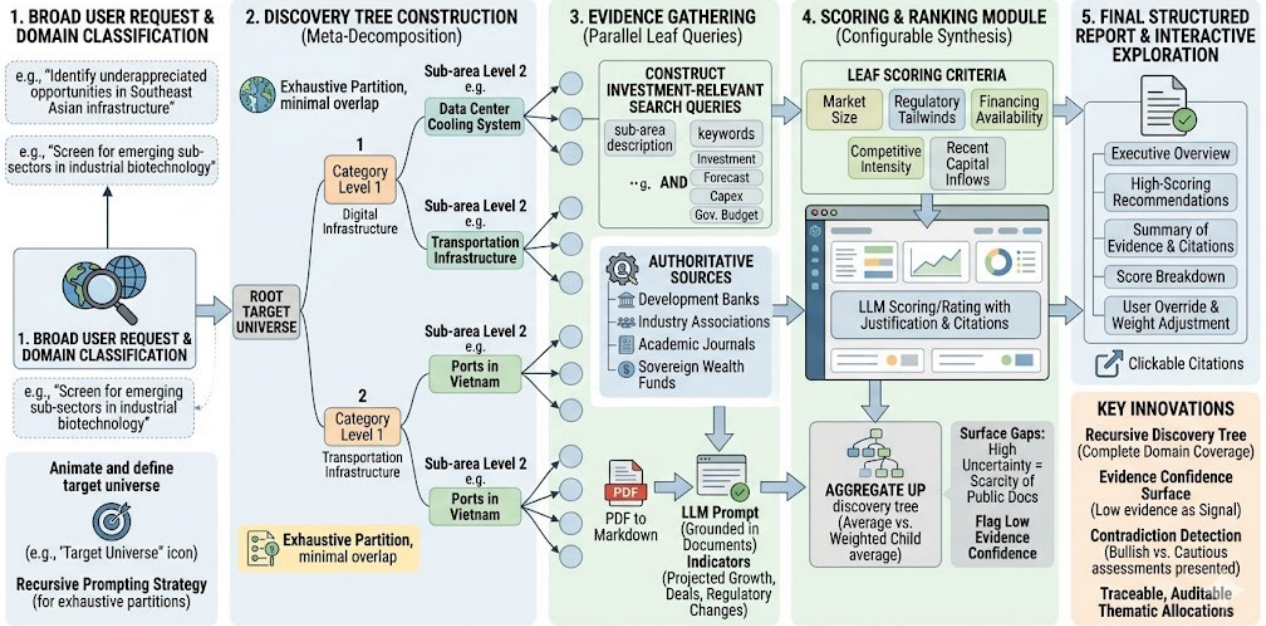 1. BROAD USER REQUEST &
DOMAIN CLASSIFICATION
e.g., "Identify underappreciated
opportunities in Southeast
Asian infrastructure"
e.g., "Screen for emerging sub-
sectors in industrial biotechnology"
1. BROAD USER REQUEST &
DOMAIN CLASSIFICATION
e.g., "Screen for emerging
sub-sectors in industrial
biotechnology"
Animate and define
target universe
(e.g., "Target Universe" icon)
Recursive Prompting Strategy
(for exhaustive partitions)
2. DISCOVERY TREE CONSTRUCTION
(Meta-Decomposition)
Exhaustive Partition,
minimal overlap
ROOT
TARGET
UNIVERSE
1
Category
Level 1
Digital
Infrastructure
2
Category
Level 1
Transportation
Infrastructure
Sub-area Level 2
e.g.
Data Center
Cooling System
Sub-area Level 2
e.g.
Transportation
Infrastructure
Sub-area Level 2
e.g.
Ports in
Vietnam
Sub-area Level 2
e.g.
Ports in
Vietnam
Exhaustive Partition,
minimal overlap
3. EVIDENCE GATHERING
(Parallel Leaf Queries)
CONSTRUCT
INVESTMENT-RELEVANT
SEARCH QUERIES
sub-area
description
keywords
··g. AND
Investment
Forecast
Capex
Gov. Budget
AUTHORITATIVE
SOURCES
Development Banks
Industry Associations
Academic Journals
Sovereign Wealth
Funds
PDF
PDF to
Markdown
LLM Prompt
(Grounded in
Documents)
Indicators
(Projected Growth,
Deals, Regulatory
Changes)
4. SCORING & RANKING MODULE
(Configurable Synthesis)
LEAF SCORING CRITERIA
Market
Size
Regulatory
Tailwinds
Financing
Availability
Competitive
Intensity
Recent
Capital
Inflows
LLM Scoring/Rating with
Justification & Citations
AGGREGATE UP
discovery tree
(Average vs.
Weighted Child
average)
Surface Gaps:
High
Uncertainty =
Scarcity of
Public Docs
Flag Low
Evidence
Confidence
5. FINAL STRUCTURED
REPORT & INTERACTIVE
EXPLORATION
Executive Overview
High-Scoring
Recommendations
Summary of
Evidence & Citations
Score Breakdown
User Override &
Weight Adjustment
Clickable Citations
KEY INNOVATIONS
Recursive Discovery Tree
(Complete Domain Coverage)
Evidence Confidence
Surface
(Low evidence as Signal)
Contradiction Detection
(Bullish vs. Cautious
assessments presented)
Traceable, Auditable
Thematic Allocations